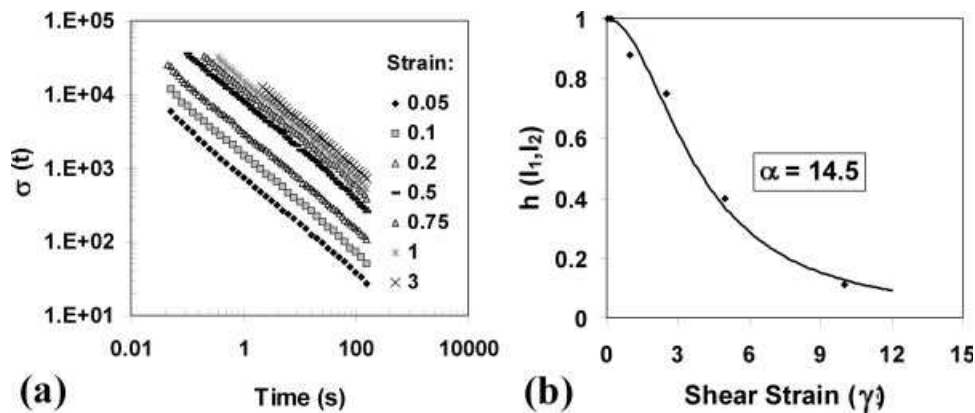 1.E+05
1.E+04
1.E+03
1.E+02
1.E+01
σ (t)
0.01 1 100 10000
Time (s)
Strain:
0.05
0.1
0.2
0.5
0.75
1
3
(a)
1
0.8
0.6
0.4
0.2
0
h (I₁,I₂)
α = 14.5
0 3 6 9 12 15
Shear Strain (γ)
(b)